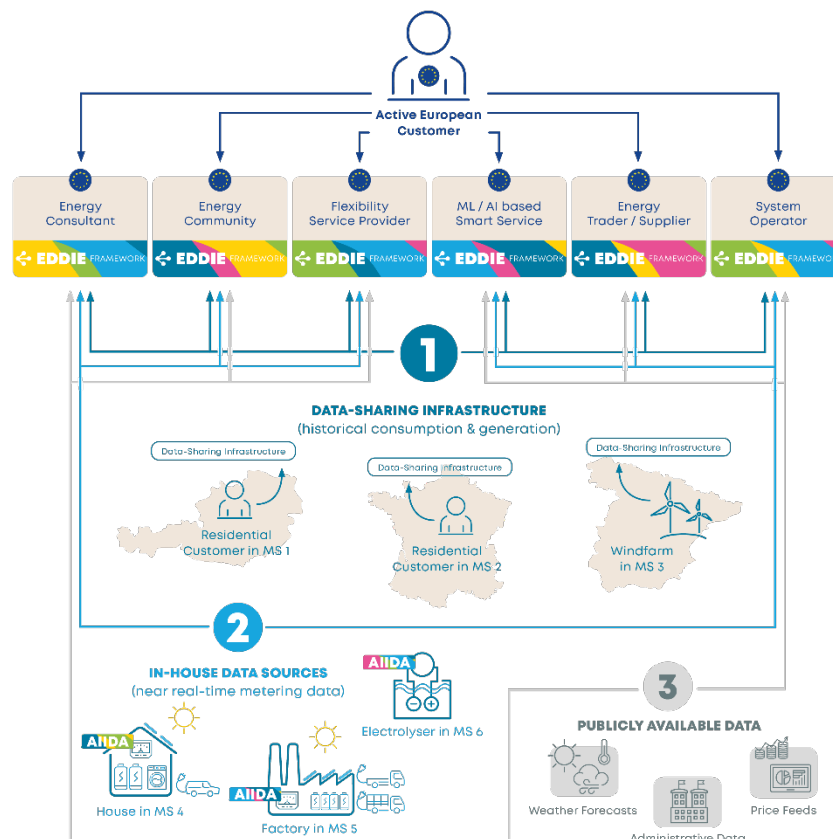 Active European
Customer
Energy
Consultant
Energy
Community
Flexibility
Service Provider
ML / AI based
Smart Service
Energy
Trader / Supplier
System
Operator
EDDIE FRAMEWORK
EDDIE FRAMEWORK
EDDIE FRAMEWORK
EDDIE FRAMEWORK
EDDIE FRAMEWORK
EDDIE FRAMEWO
1
DATA-SHARING INFRASTRUCTURE
(historical consumption & generation)
Data-Sharing Infrastructure
Data-Sharing Infrastructure
Data-Sharing Infrastructure
Residential
Customer in MS 1
Residential
Customer in MS 2
Windfarm
in MS 3
2
IN-HOUSE DATA SOURCES
(near real-time metering data)
AIIDA
Electrolyser in MS 6
AIIDA
House in MS 4
AIIDA
Factory in MS 5
3
PUBLICLY AVAILABLE DATA
Weather Forecasts
Administrative Data
Price Feeds